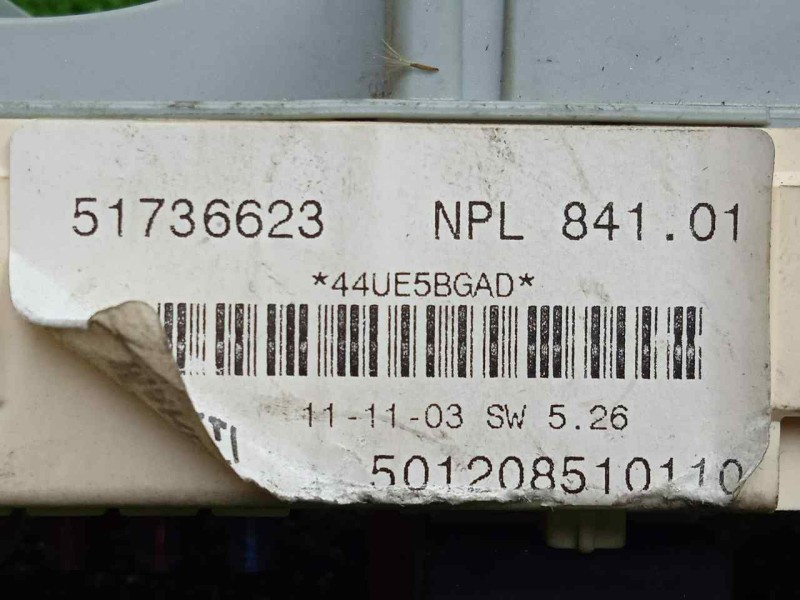 51736623 NPL 841.01
*44UE5BGAD*
11-11-03 SW 5.26
501208510110